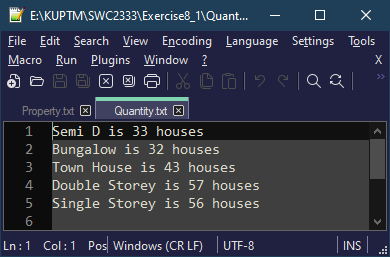 E:\KUPTM\SWC2333\Exercise8_1\Quant...
File Edit Search View Encoding Language Settings Tools
Macro Run Plugins Window ? X
Property.txt Quantity.txt
1 Semi D is 33 houses
2 Bungalow is 32 houses
3 Town House is 43 houses
4 Double Storey is 57 houses
5 Single Storey is 56 houses
6
Ln : 1 Col : 1 Pos Windows (CR LF) UTF-8 INS